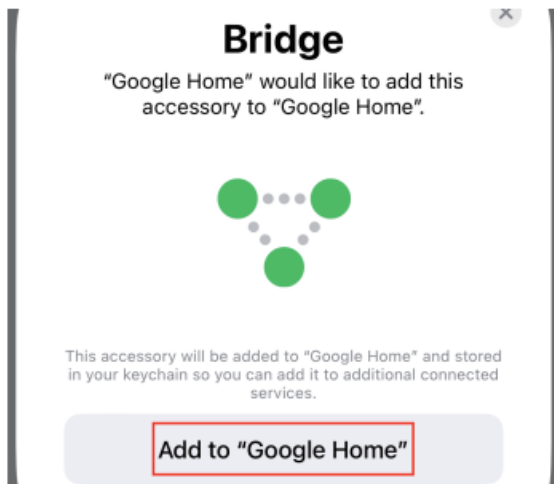 Bridge
“Google Home” would like to add this
accessory to “Google Home”.
This accessory will be added to “Google Home” and stored
in your keychain so you can add it to additional connected
services.
Add to “Google Home”